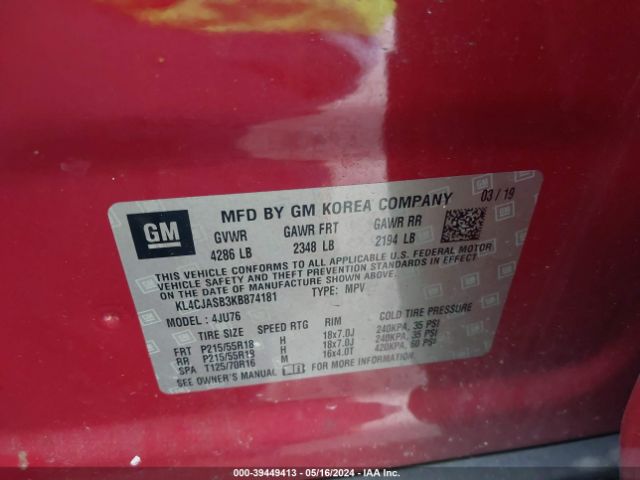 GM
MFD BY GM KOREA COMPANY 03 / 19
GVWR GAWR FRT GAWR RR
4286 LB 2348 LB 2194 LB
THIS VEHICLE CONFORMS TO ALL APPLICABLE U.S. FEDERAL MOTOR
VEHICLE SAFETY, BUMPER, AND THEFT PREVENTION STANDARDS IN EFFECT
ON THE DATE OF MANUFACTURE SHOWN ABOVE.
KL4CJASB3KB874181 TYPE: MPV
MODEL : 4JU76
TIRE SIZE SPEED RTG RIM COLD TIRE PRESSURE
FRT P215/55R18 H 18x7.0J 240KPA, 35 PSI
RR P215/55R18 H 18x7.0J 240KPA, 35 PSI
SPA T125/70R16 M 16x4.0T 420KPA, 60 PSI
SEE OWNER'S MANUAL FOR MORE INFORMATION.
000-39449413 - 05/16/2024 - IAA Inc.